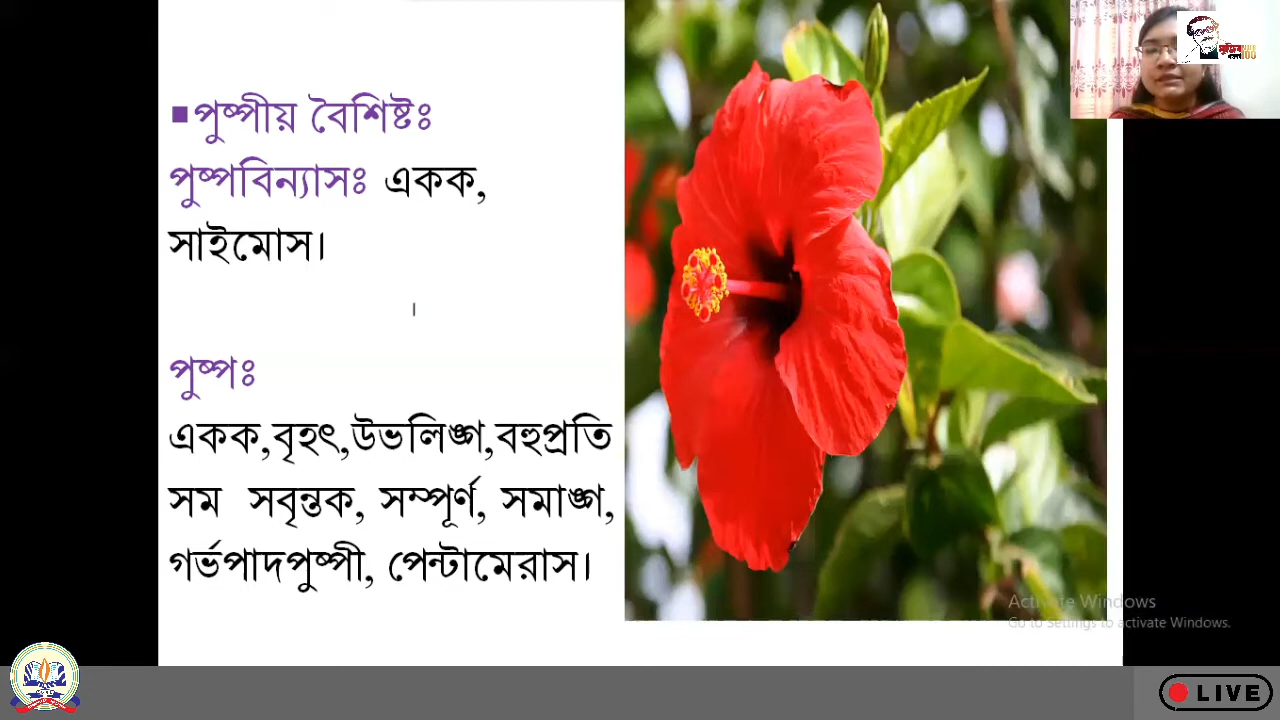 ▪পুষ্পীয় বৈশিষ্টঃ
পুষ্পবিন্যাসঃ একক,
সাইমোস।
পুষ্পঃ
একক,বৃহৎ,উভলিঙ্গ,বহুপ্রতি
সম সবৃন্তক, সম্পূর্ণ, সমাঙ্গ,
গর্ভপাদপুষ্পী, পেন্টামেরাস।
Activate Windows
Go to Settings to activate Windows.
LIVE